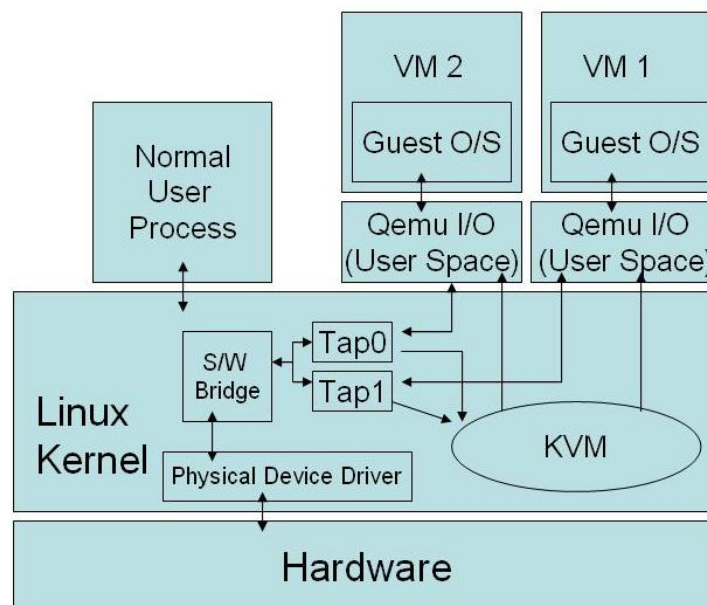 VM 2
VM 1
Guest O/S
Guest O/S
Normal
User
Process
Qemu I/O
(User Space)
Qemu I/O
(User Space)
Tap0
S/W
Bridge
Tap1
Linux
Kernel
KVM
Physical Device Driver
Hardware